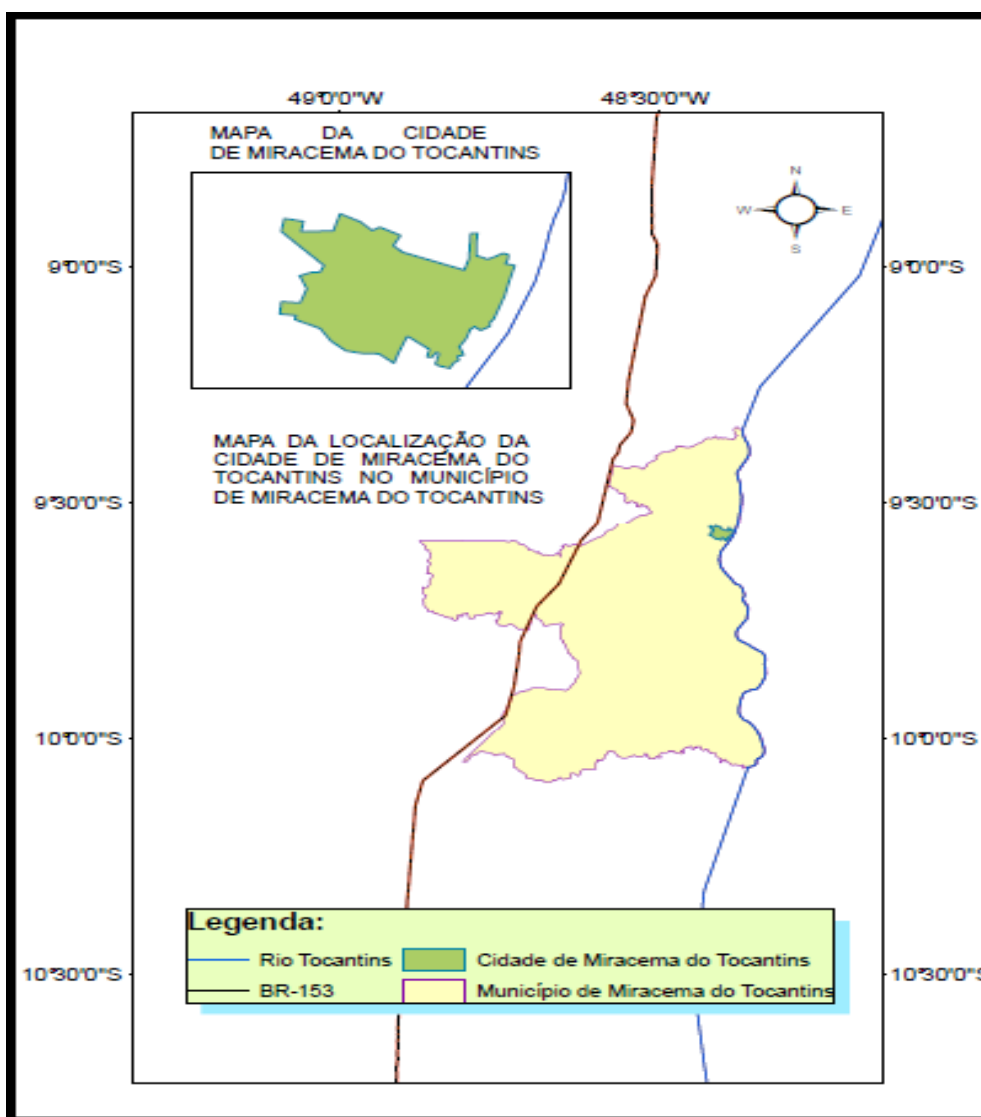 49°0'0"W 48°30'0"W
MAPA DA CIDADE
DE MIRACEMA DO TOCANTINS
N
W E
S
9°0'0"S 9°0'0"S
MAPA DA LOCALIZAÇÃO DA
CIDADE DE MIRACEMA DO
TOCANTINS NO MUNICÍPIO
DE MIRACEMA DO TOCANTINS
9°30'0"S 9°30'0"S
10°0'0"S 10°0'0"S
Legenda:
Rio Tocantins Cidade de Miracema do Tocantins
10°30'0"S 10°30'0"S
BR-153 Município de Miracema do Tocantins